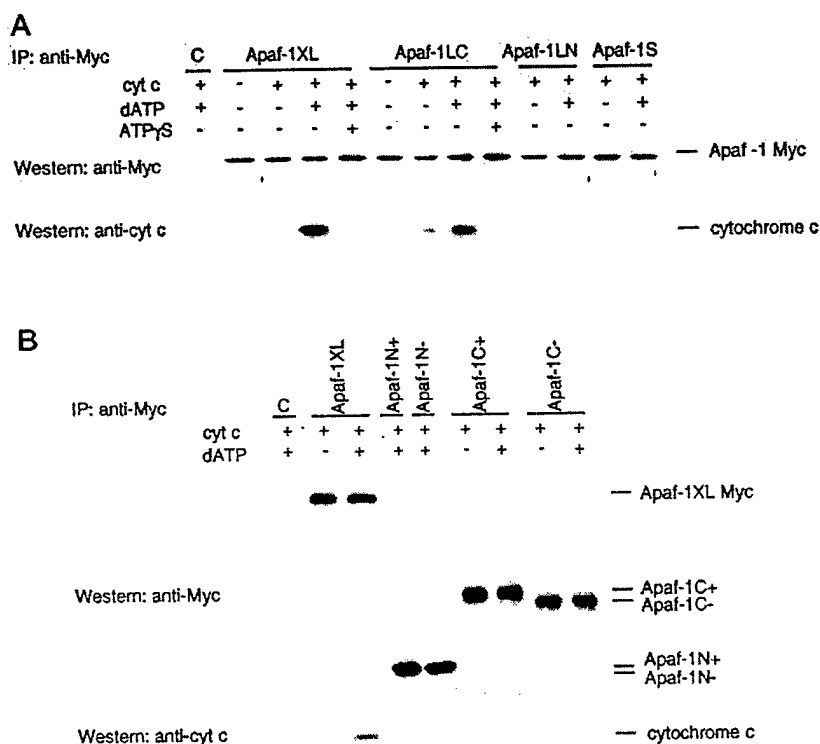 A
IP: anti-Myc C Apaf-1XL Apaf-1LC Apaf-1LN Apaf-1S
cyt c + - + + + - + + + + + + +
dATP + - - + + - - + + - + - +
ATPγS - - - - + - - - + - - - -
Western: anti-Myc Apaf -1 Myc
Western: anti-cyt c cytochrome c
B
IP: anti-Myc C Apaf-1XL Apaf-1N+ Apaf-1N- Apaf-1C+ Apaf-1C-
cyt c + + + + + + + + +
dATP + - + + + - + - +
Apaf-1XL Myc
Western: anti-Myc Apaf-1C+
Apaf-1C-
Apaf-1N+
Apaf-1N-
Western: anti-cyt c cytochrome c